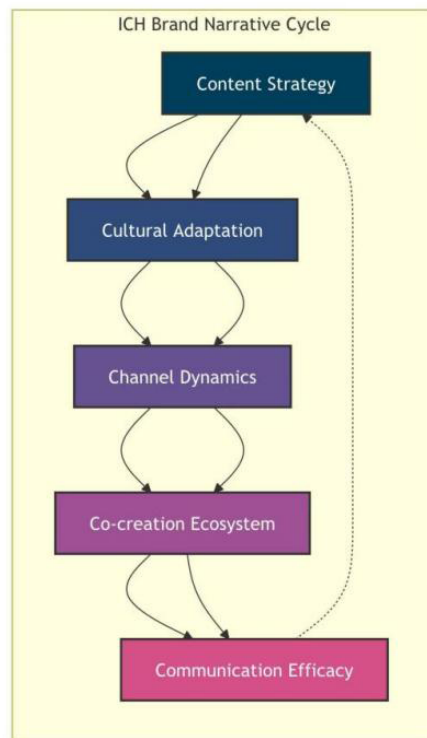 ICH Brand Narrative Cycle
Content Strategy
Cultural Adaptation
Channel Dynamics
Co-creation Ecosystem
Communication Efficacy